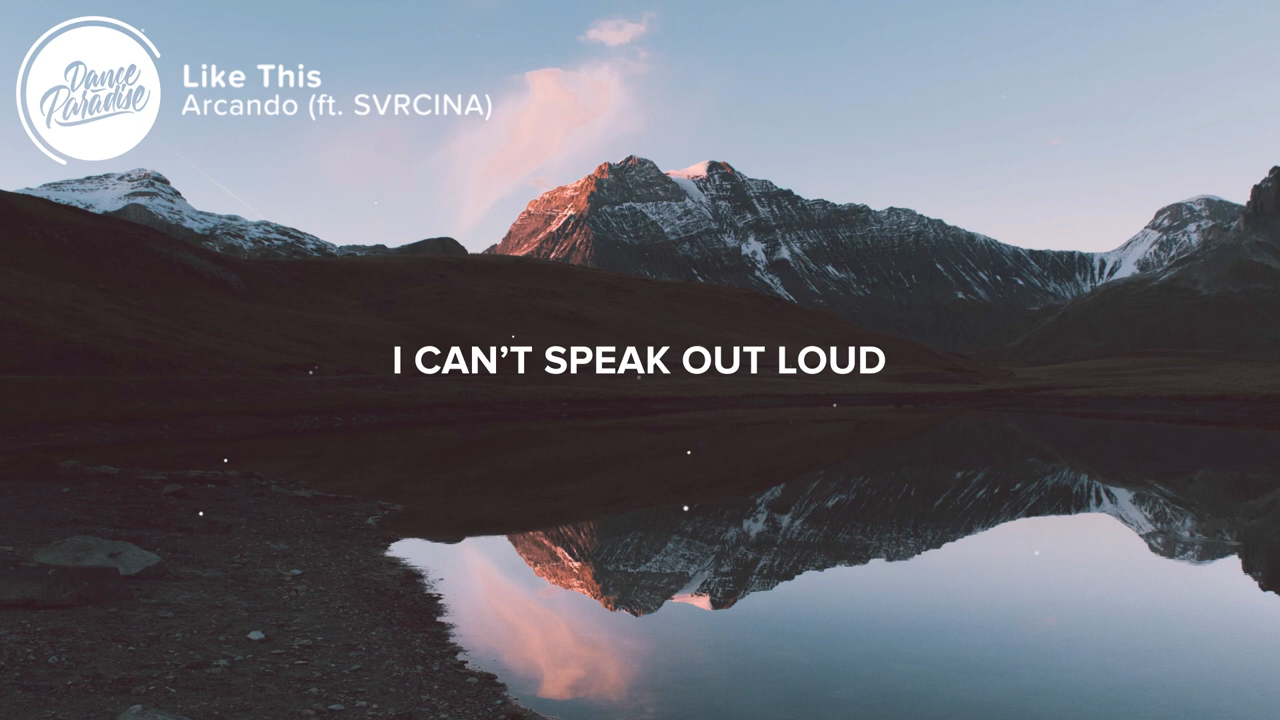 Dance
Paradise
Like This
Arcando (ft. SVRCINA)
I CAN’T SPEAK OUT LOUD